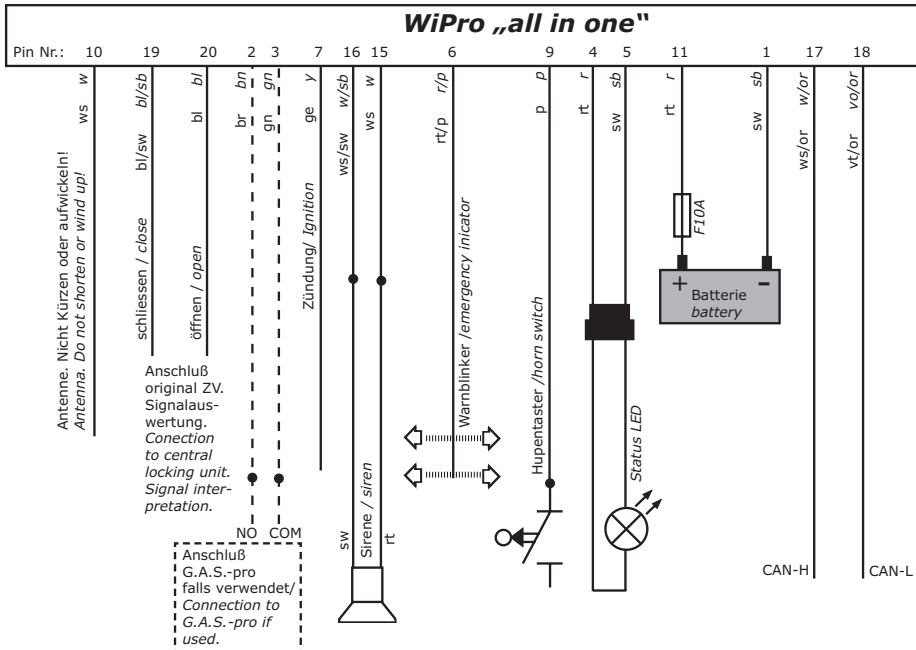 WiPro „all in one“
Pin Nr.: 10 19 20 2 3 7 16 15 6 9 4 5 11 1 17 18
w bl/sb bl bn gn y w/sb w r/p p r sb r sb w/or vo/or
ws bl/sw bl br gn ge ws/sw ws rt/p p rt sw rt sw ws/or vt/or
Antenne. Nicht Kürzen oder aufwickeln!
Antenna. Do not shorten or wind up!
schliessen / close
öffnen / open
Anschluß
original ZV.
Signalaus-
wertung.
Conection
to central
locking unit.
Signal inter-
pretation.
NO COM
Anschluß
G.A.S.-pro
falls verwendet/
Connection to
G.A.S.-pro if
used.
Zündung/ Ignition
sw
Sirene / siren
rt
Warnblinker /emergency inicator
Hupentaster /horn switch
Status LED
F10A
+ -
Batterie
battery
CAN-H
CAN-L